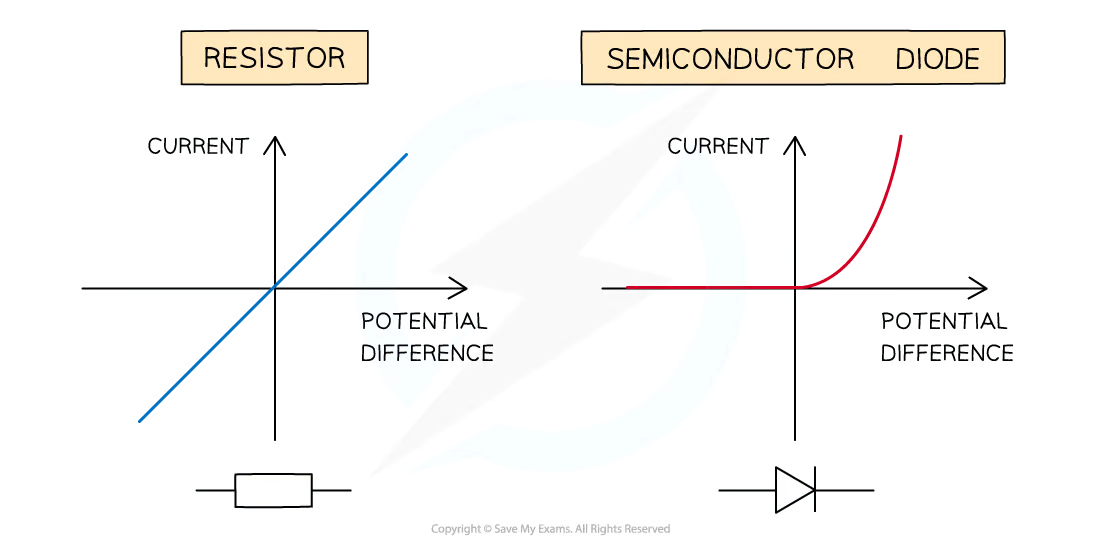 RESISTOR
SEMICONDUCTOR DIODE
CURRENT
POTENTIAL
DIFFERENCE
CURRENT
POTENTIAL
DIFFERENCE
Copyright © Save My Exams. All Rights Reserved